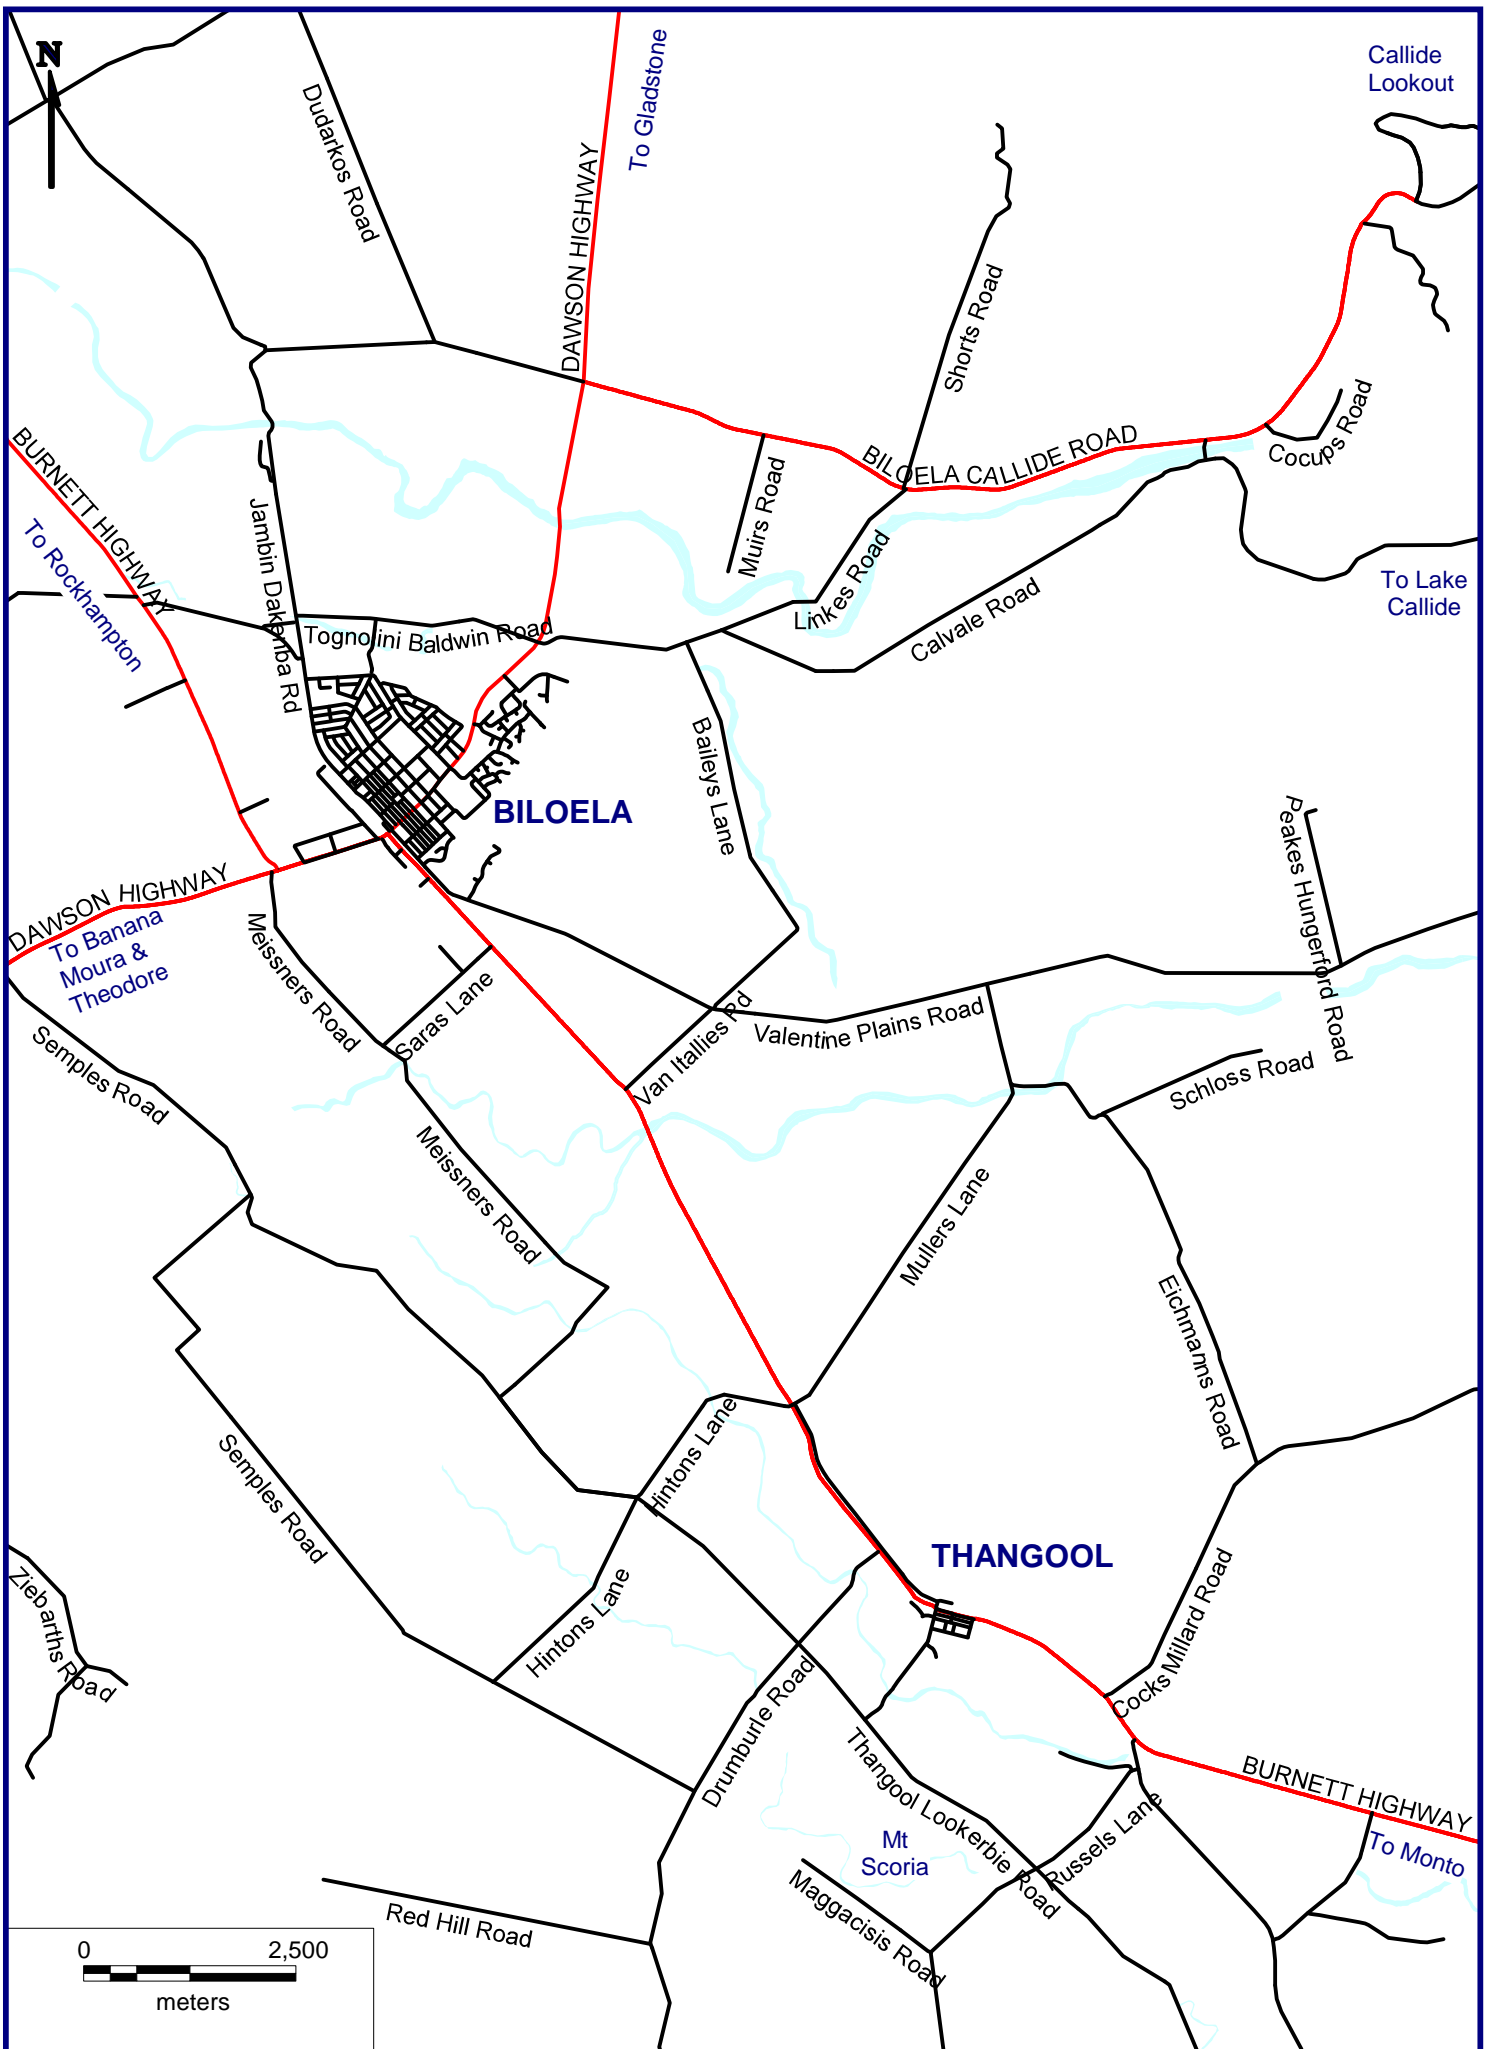 N
Callide
Lookout
To Gladstone
Dudarkos Road
DAWSON HIGHWAY
Shorts Road
BILOELA CALLIDE ROAD
Cocups Road
BURNETT HIGHWAY
To Rockhampton
Jambin Dakenba Rd
Muirs Road
Linkes Road
Calvale Road
To Lake
Callide
Tognolini Baldwin Road
Baileys Lane
BILOELA
Peakes Hungerford Road
DAWSON HIGHWAY
To Banana
Moura &
Theodore
Meissners Road
Saras Lane
Van Itallies Rd
Valentine Plains Road
Schloss Road
Semples Road
Meissners Road
Mullers Lane
Eichmanns Road
Hintons Lane
Semples Road
THANGOOL
Hintons Lane
Ziebarths Road
Cocks Millard Road
Drumburle Road
Thangool Lookerbie Road
BURNETT HIGHWAY
To Monto
Russels Lane
Mt
Scoria
Maggacisis Road
Red Hill Road
0 2,500
meters